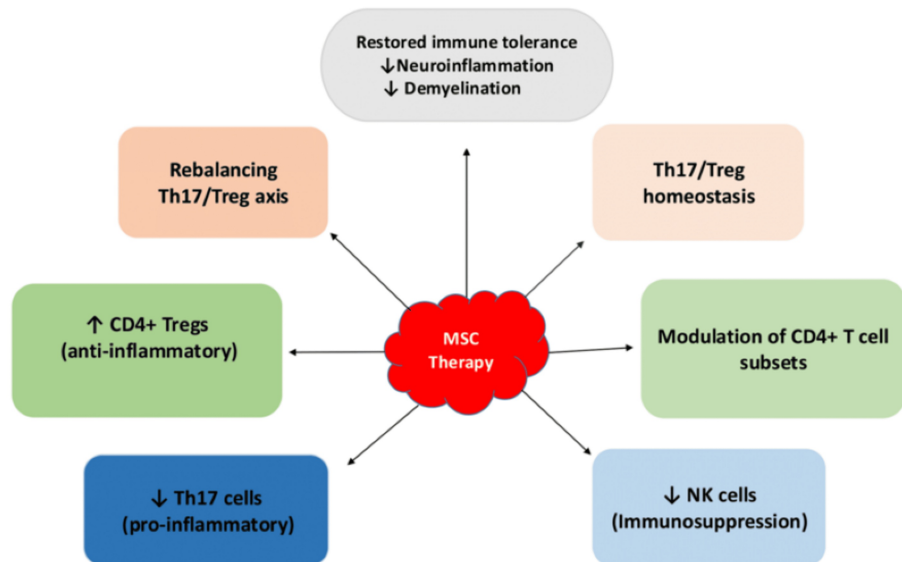 Restored immune tolerance
↓Neuroinflammation
↓ Demyelination
Rebalancing
Th17/Treg axis
Th17/Treg
homeostasis
↑ CD4+ Tregs
(anti-inflammatory)
MSC
Therapy
Modulation of CD4+ T cell
subsets
↓ Th17 cells
(pro-inflammatory)
↓ NK cells
(Immunosuppression)